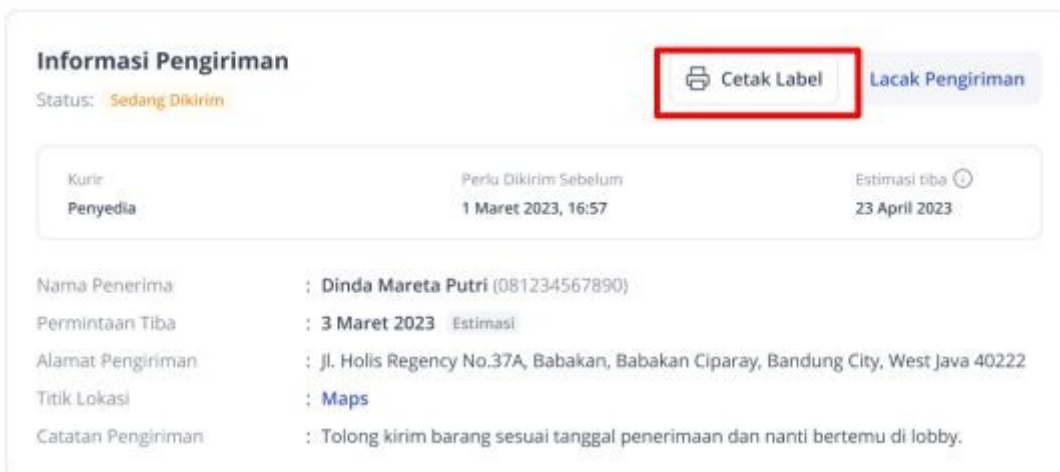 Informasi Pengiriman
Cetak Label
Lacak Pengiriman
Status: Sedang Dikirim
Kurir
Perlu Dikirim Sebelum
Estimasi tiba
Penyedia
1 Maret 2023, 16:57
23 April 2023
Nama Penerima : Dinda Mareta Putri (081234567890)
Permintaan Tiba : 3 Maret 2023 Estimasi
Alamat Pengiriman : Jl. Holis Regency No.37A, Babakan, Babakan Ciparay, Bandung City, West Java 40222
Titik Lokasi : Maps
Catatan Pengiriman : Tolong kirim barang sesuai tanggal penerimaan dan nanti bertemu di lobby.